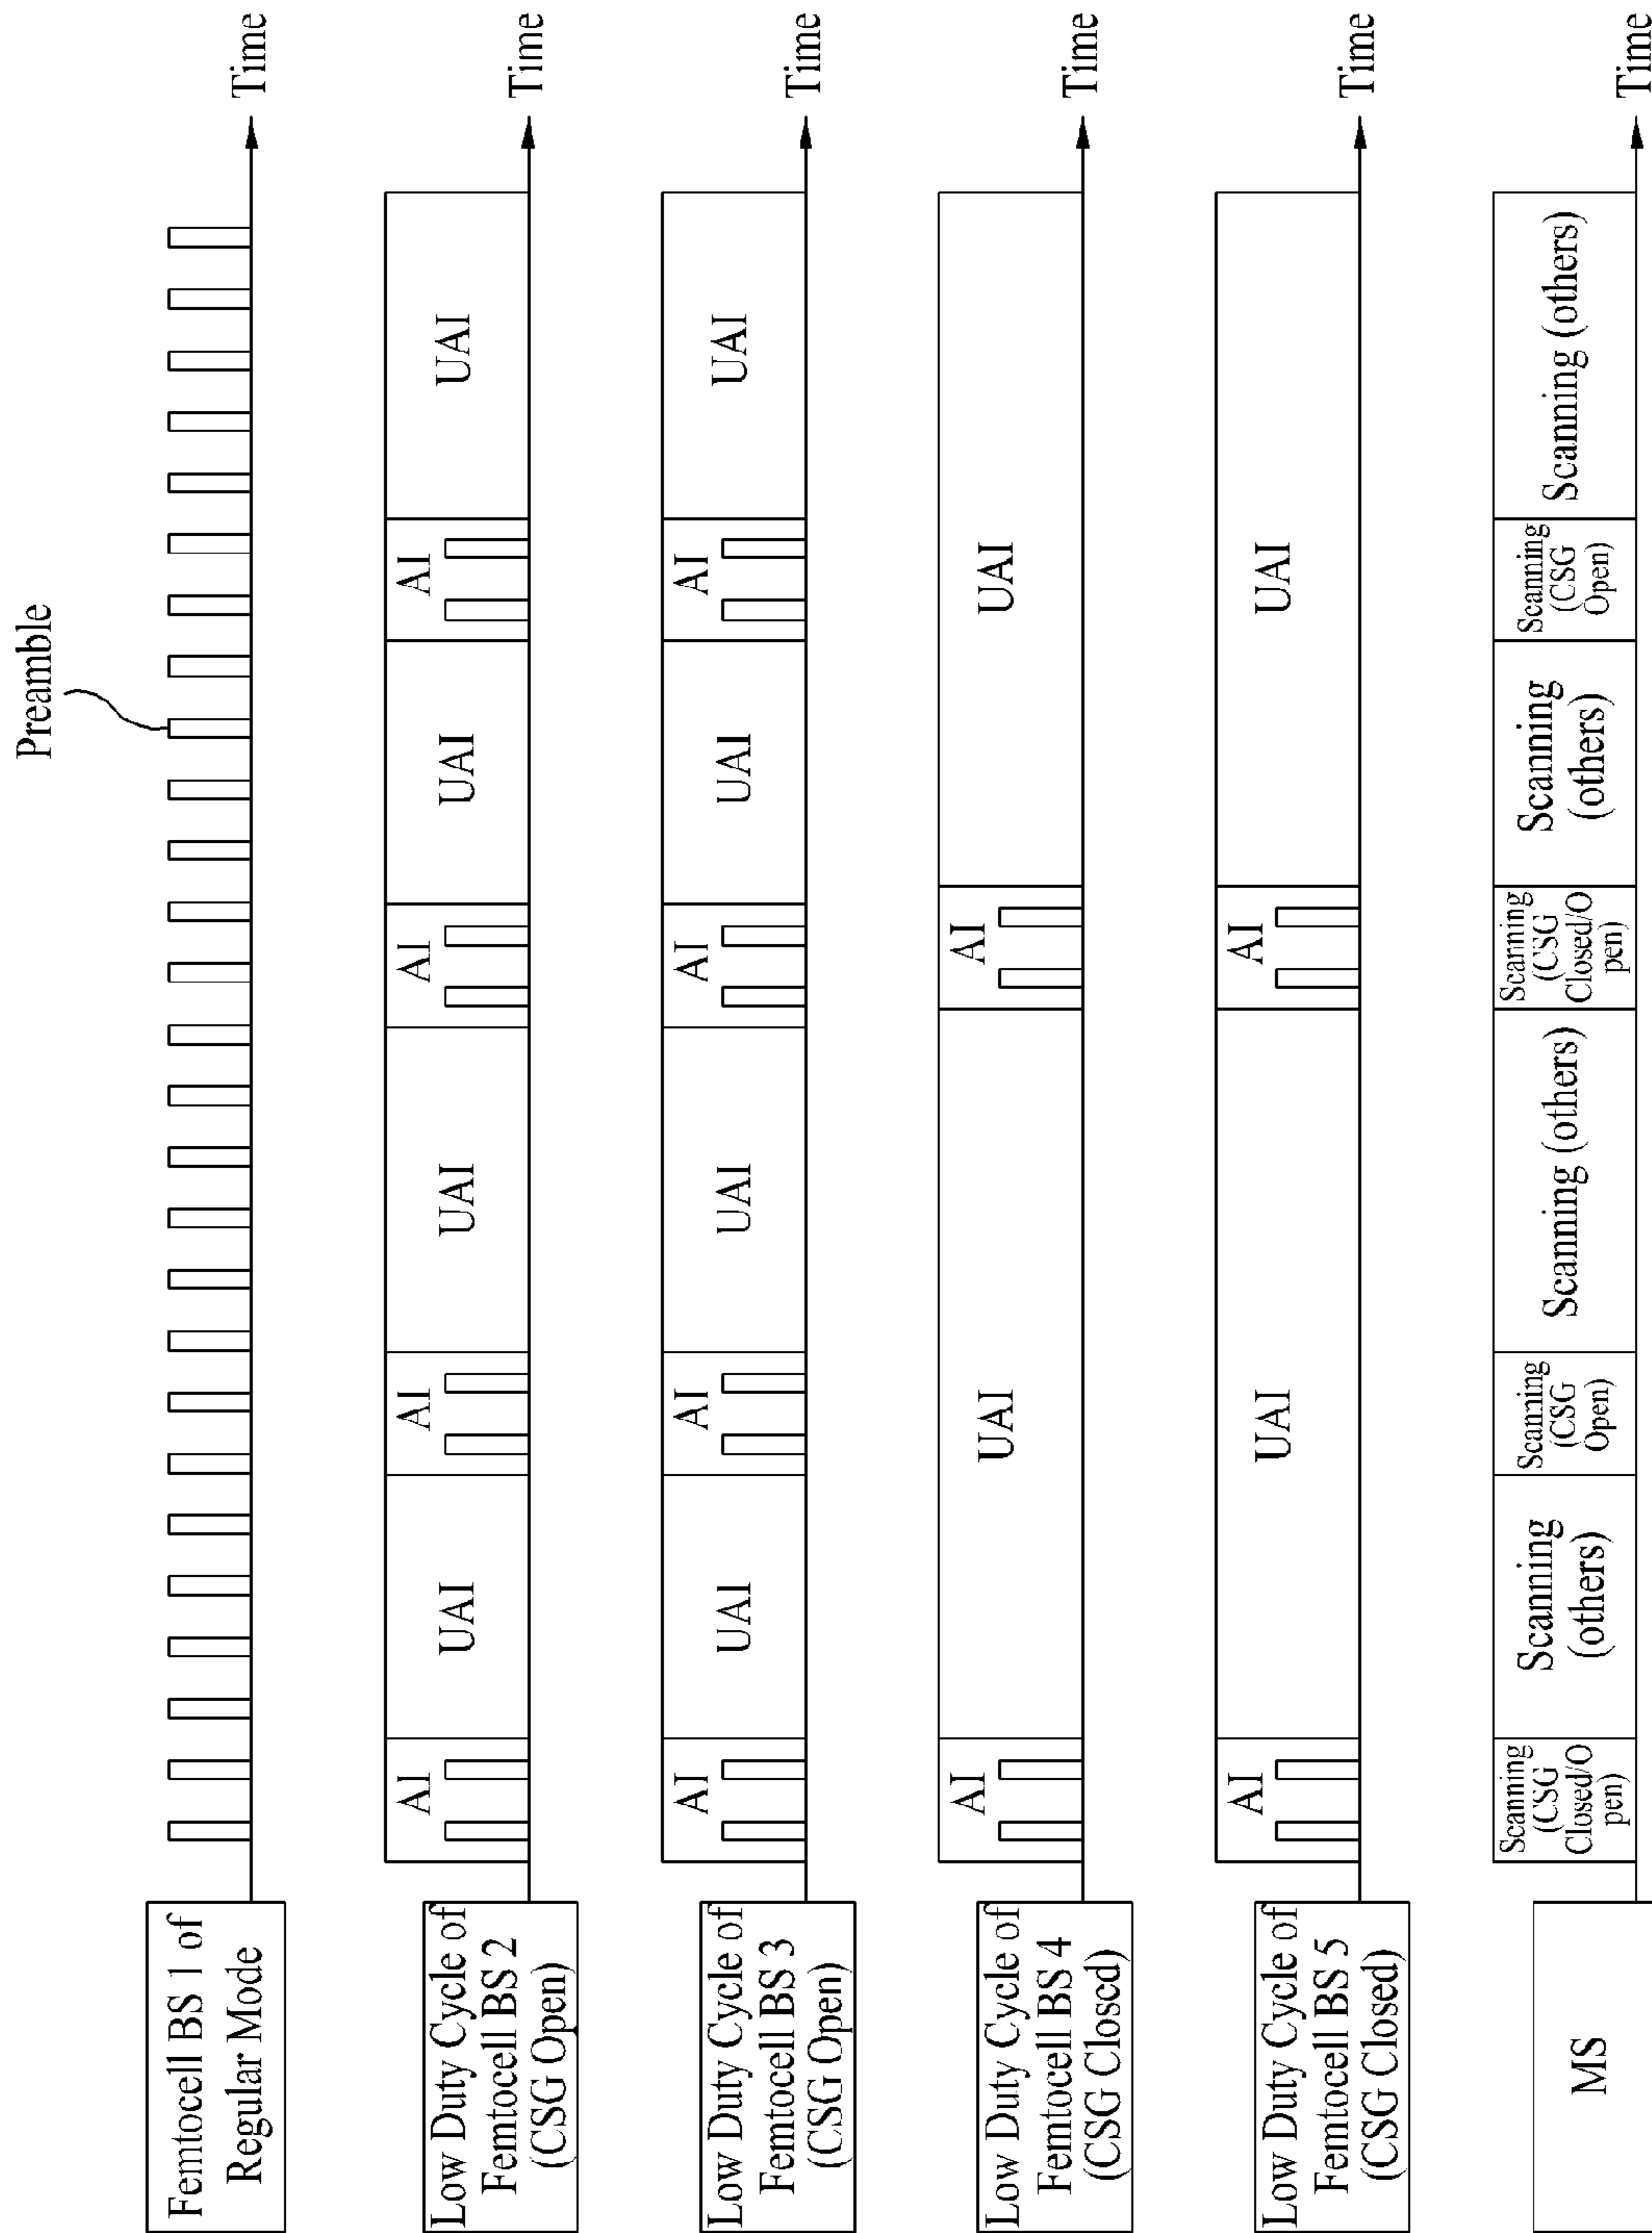 Preamble
Femtocell BS 1 of
Regular Mode
Time
Low Duty Cycle of
Femtocell BS 2
(CSG Open)
AI
UAI
AI
UAI
AI
UAI
AI
UAI
Time
Low Duty Cycle of
Femtocell BS 3
(CSG Open)
AI
UAI
AI
UAI
AI
UAI
AI
UAI
Time
Low Duty Cycle of
Femtocell BS 4
(CSG Closed)
AI
UAI
AI
UAI
Time
Low Duty Cycle of
Femtocell BS 5
(CSG Closed)
AI
UAI
AI
UAI
Time
MS
Scanning
(CSG
Closed/O
pen)
Scanning
(others)
Scanning
(CSG
Open)
Scanning (others)
Scanning
(CSG
Closed/O
pen)
Scanning
(others)
Scanning
(CSG
Open)
Scanning (others)
Time